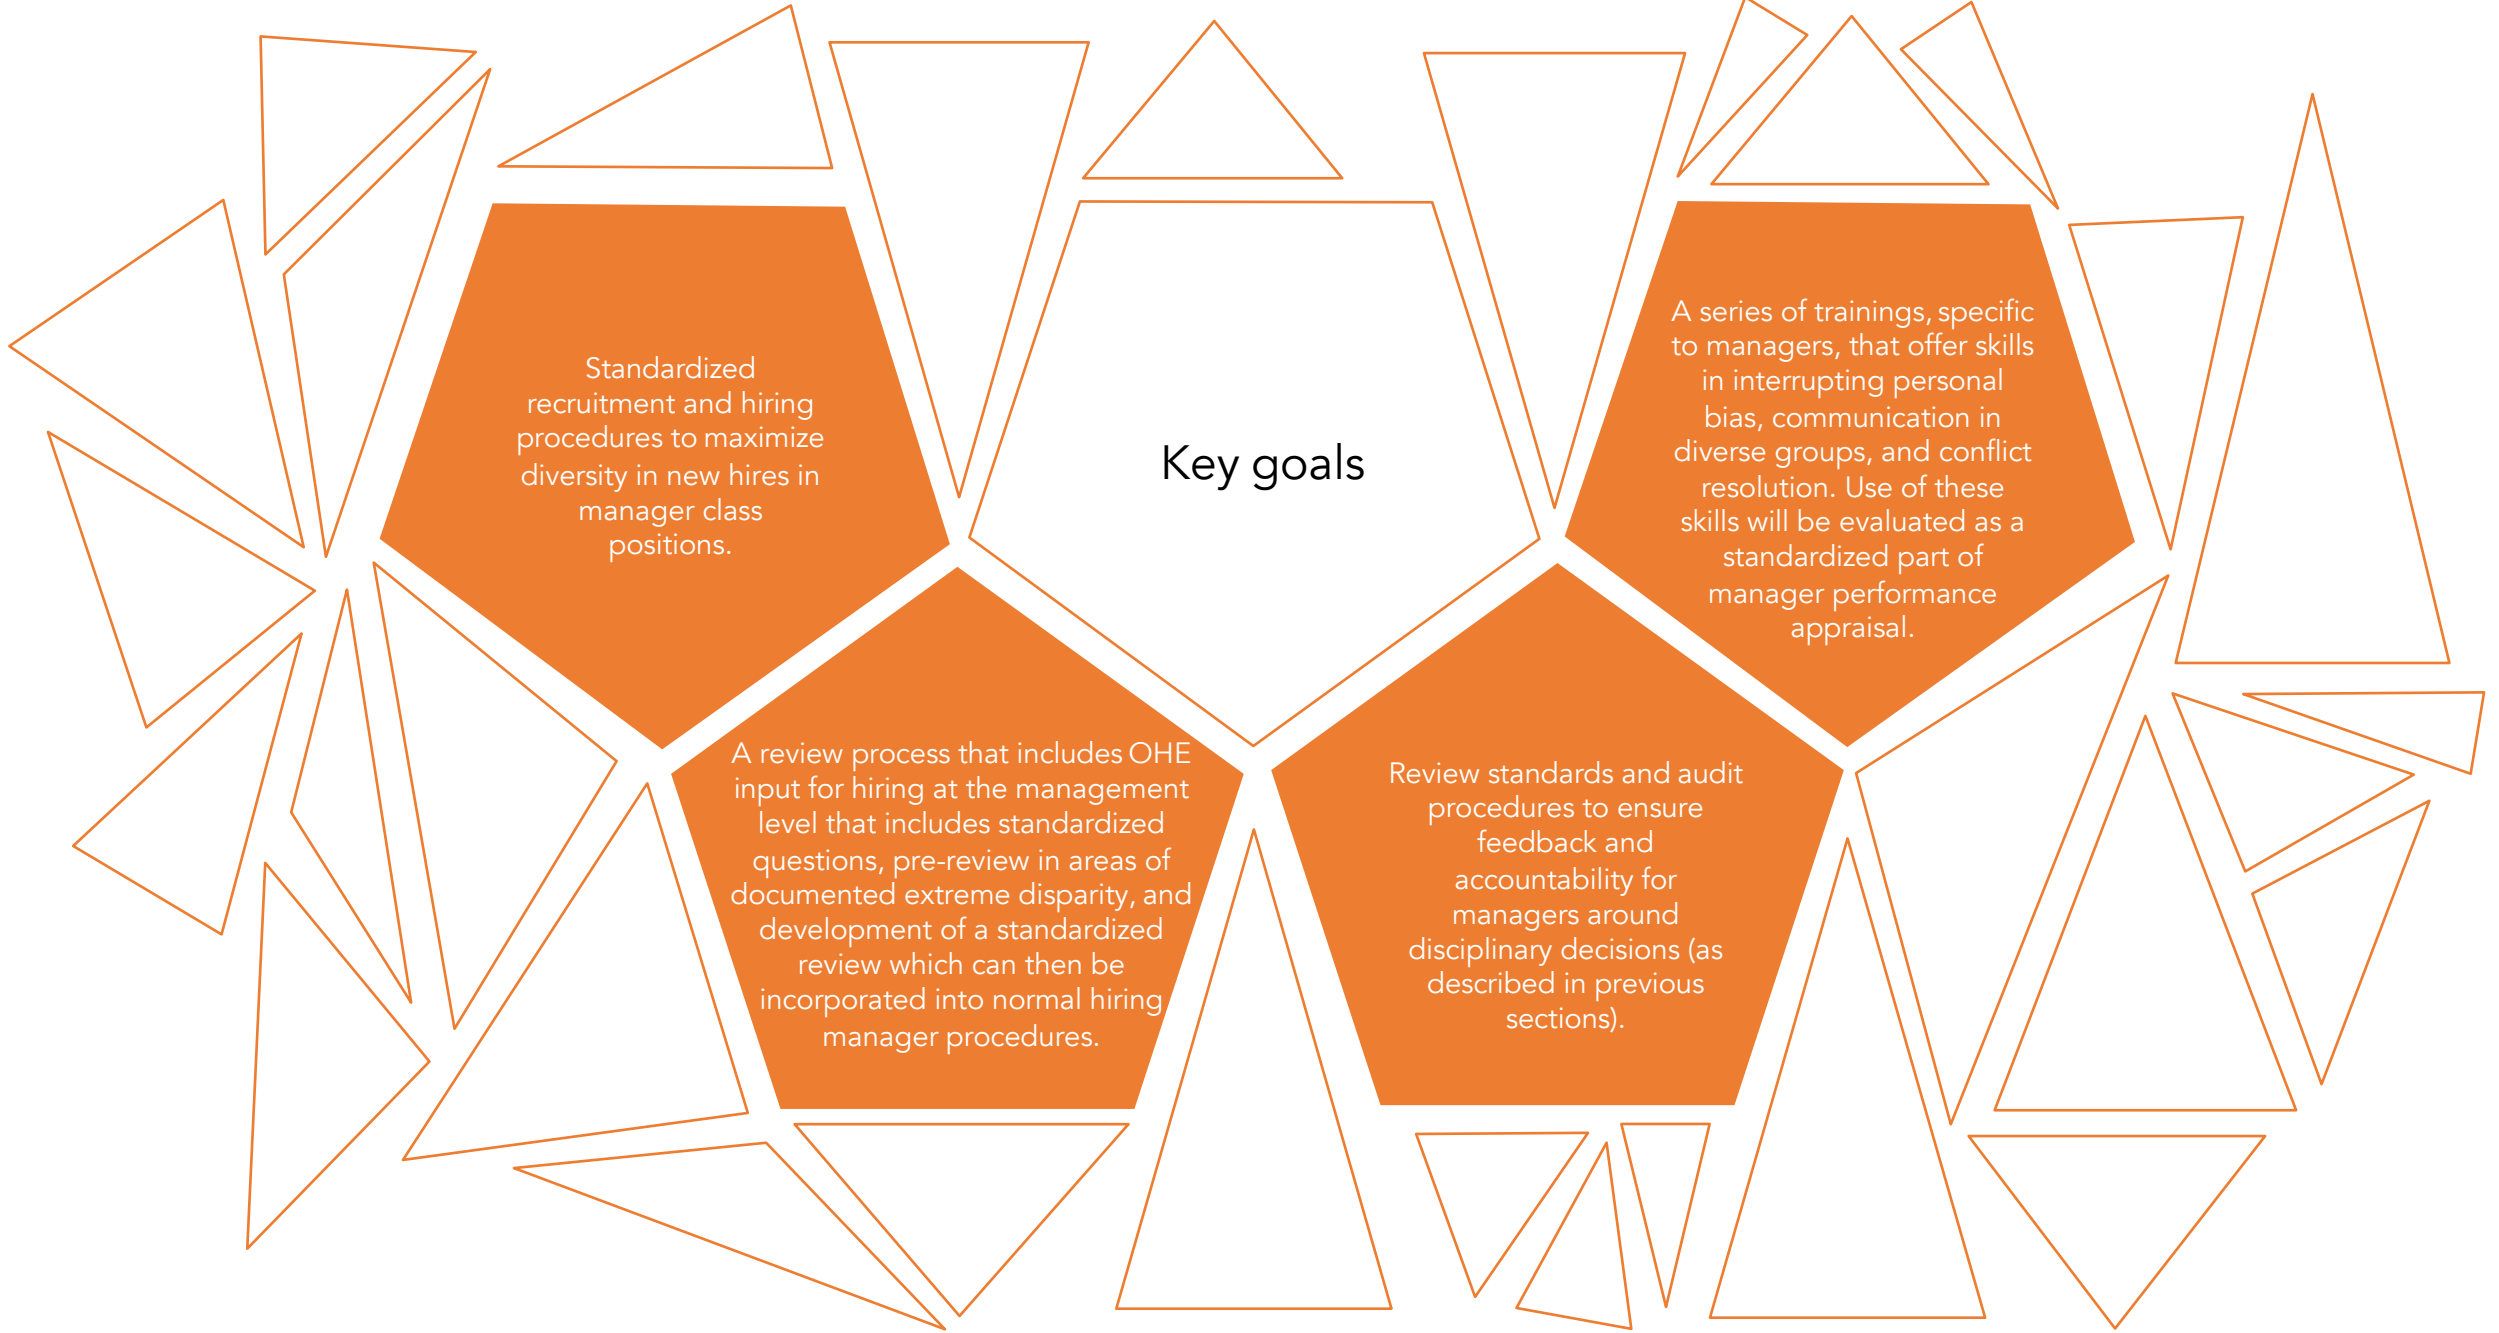 Key goals
Standardized
recruitment and hiring
procedures to maximize
diversity in new hires in
manager class
positions.
A review process that includes OHE
input for hiring at the management
level that includes standardized
questions, pre-review in areas of
documented extreme disparity, and
development of a standardized
review which can then be
incorporated into normal hiring
manager procedures.
Review standards and audit
procedures to ensure
feedback and
accountability for
managers around
disciplinary decisions (as
described in previous
sections).
A series of trainings, specific
to managers, that offer skills
in interrupting personal
bias, communication in
diverse groups, and conflict
resolution. Use of these
skills will be evaluated as a
standardized part of
manager performance
appraisal.